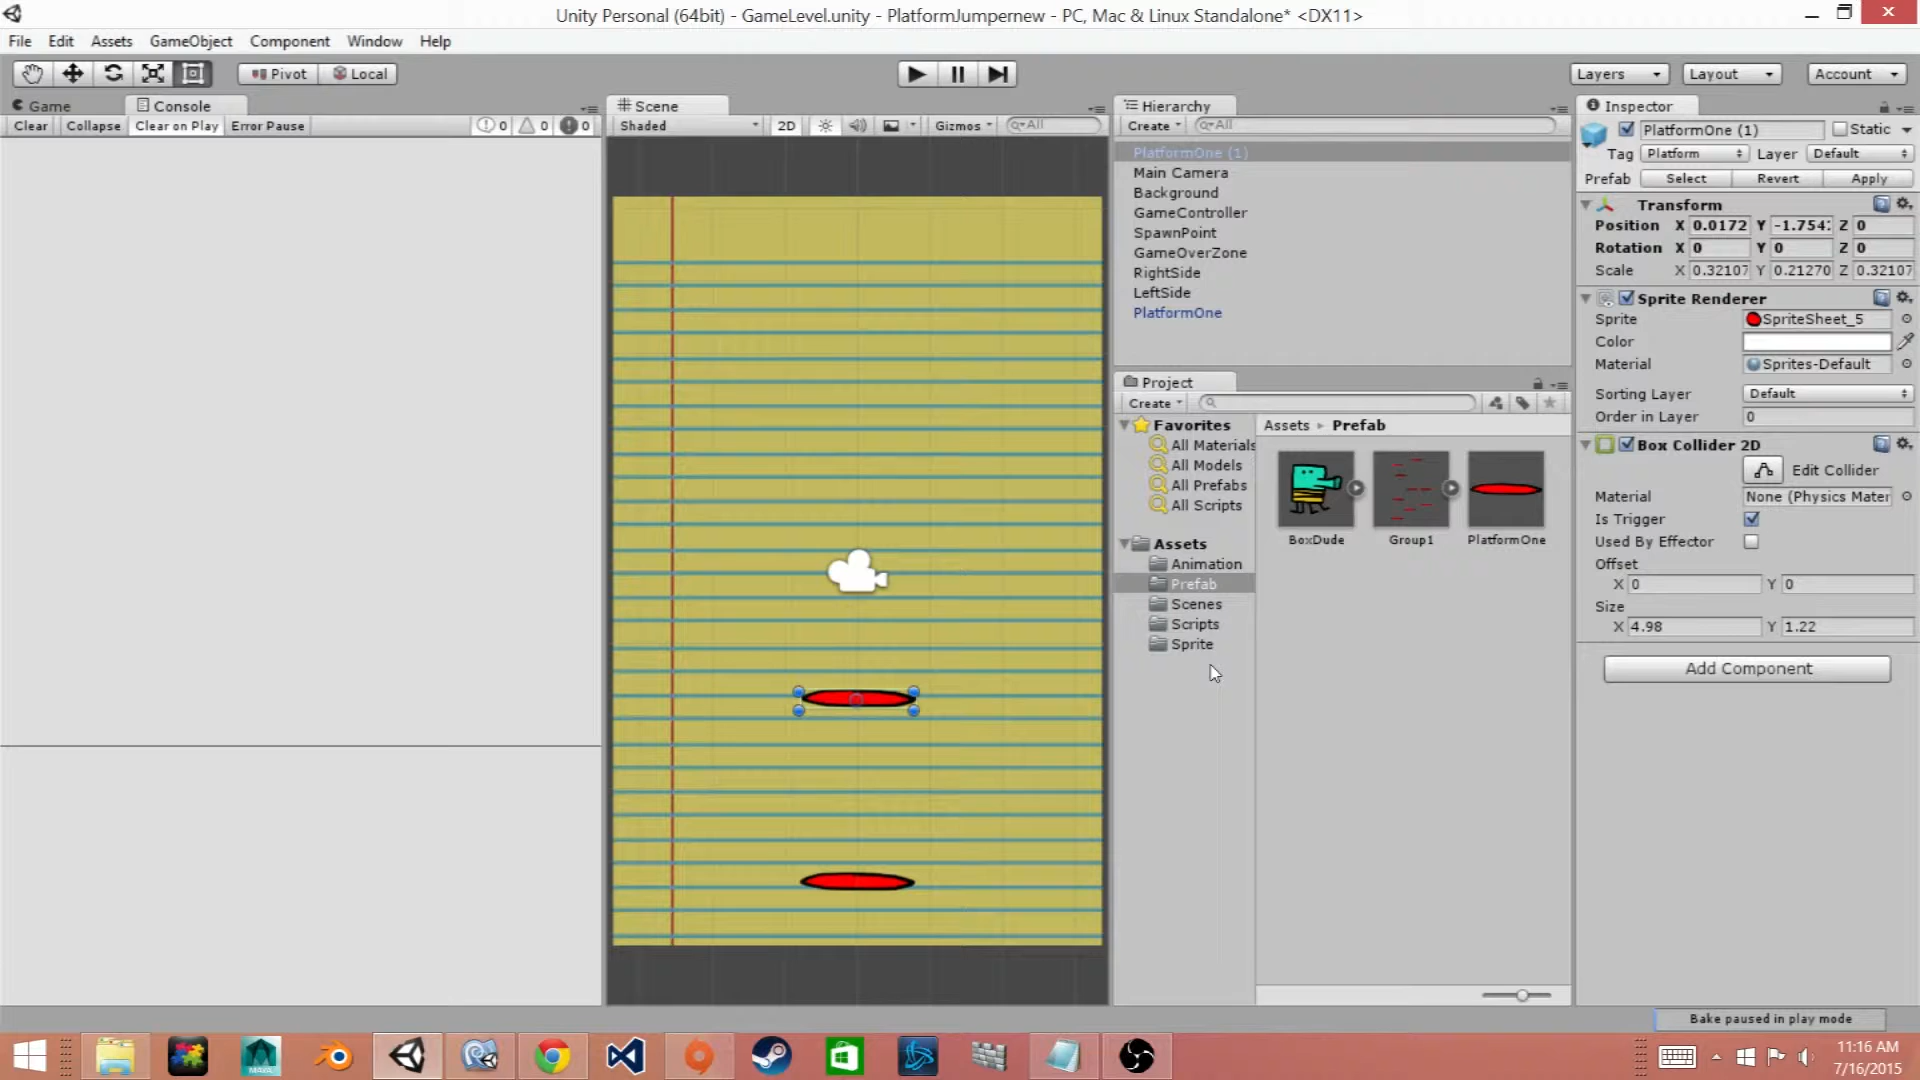 Unity Personal (64bit) - GameLevel.unity - PlatformJumpernew - PC, Mac & Linux Standalone* <DX11>
File Edit Assets GameObject Component Window Help
Pivot Local
Layers Layout Account
Game Console
Scene
Hierarchy
Inspector
Clear Collapse Clear on Play Error Pause 0 0 0
Shaded 2D Gizmos All
Create All
PlatformOne (1) Static
Tag Platform Layer Default
Prefab Select Revert Apply
PlatformOne (1)
Main Camera
Background
GameController
SpawnPoint
GameOverZone
RightSide
LeftSide
PlatformOne
Transform
Position X 0.0172 Y -1.754: Z 0
Rotation X 0 Y 0 Z 0
Scale X 0.32107 Y 0.21270 Z 0.32107
Sprite Renderer
Sprite SpriteSheet_5
Color
Material Sprites-Default
Sorting Layer Default
Order in Layer 0
Box Collider 2D
Edit Collider
Material None (Physics Mater
Is Trigger
Used By Effector
Offset
X 0 Y 0
Size
X 4.98 Y 1.22
Add Component
Project
Create
Favorites
All Materials
All Models
All Prefabs
All Scripts
Assets
Animation
Prefab
Scenes
Scripts
Sprite
Assets Prefab
BoxDude Group1 PlatformOne
Bake paused in play mode
MAYA
11:16 AM
7/16/2015